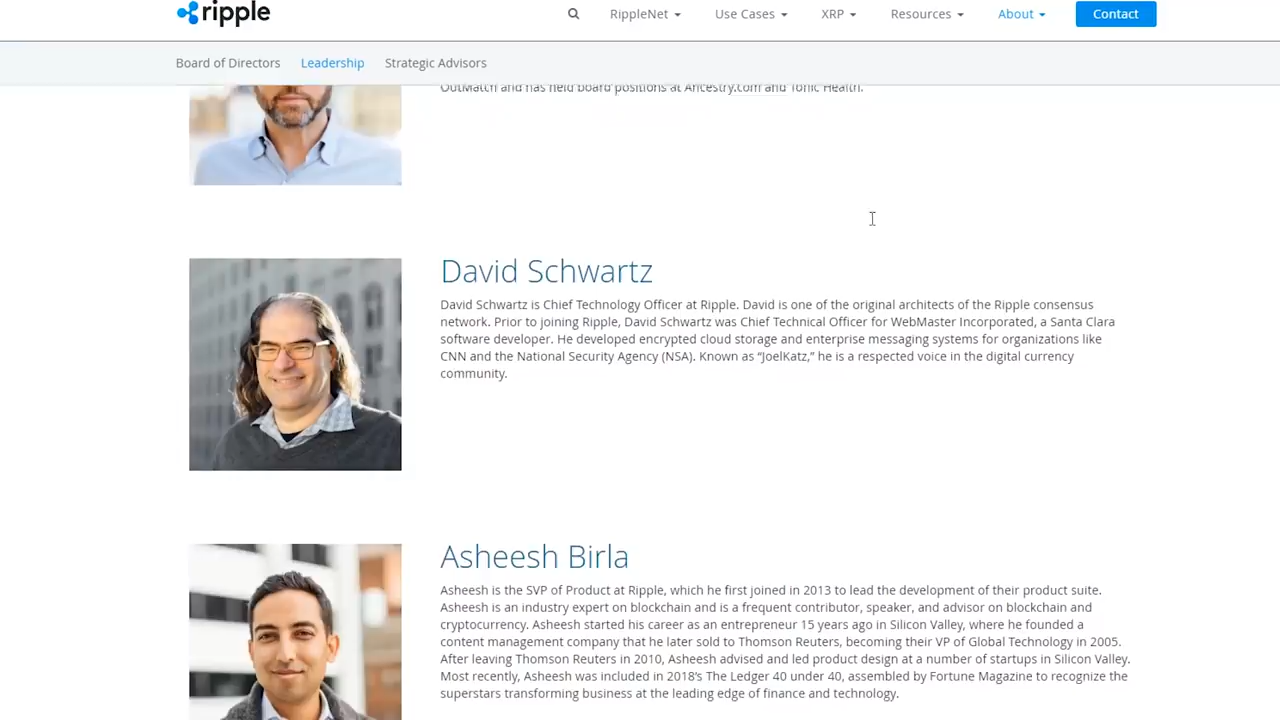 ripple
RippleNet
Use Cases
XRP
Resources
About
Contact
Board of Directors
Leadership
Strategic Advisors
OutMatch and has held board positions at Ancestry.com and Tonic Health.
David Schwartz
David Schwartz is Chief Technology Officer at Ripple. David is one of the original architects of the Ripple consensus
network. Prior to joining Ripple, David Schwartz was Chief Technical Officer for WebMaster Incorporated, a Santa Clara
software developer. He developed encrypted cloud storage and enterprise messaging systems for organizations like
CNN and the National Security Agency (NSA). Known as “JoelKatz,” he is a respected voice in the digital currency
community.
Asheesh Birla
Asheesh is the SVP of Product at Ripple, which he first joined in 2013 to lead the development of their product suite.
Asheesh is an industry expert on blockchain and is a frequent contributor, speaker, and advisor on blockchain and
cryptocurrency. Asheesh started his career as an entrepreneur 15 years ago in Silicon Valley, where he founded a
content management company that he later sold to Thomson Reuters, becoming their VP of Global Technology in 2005.
After leaving Thomson Reuters in 2010, Asheesh advised and led product design at a number of startups in Silicon Valley.
Most recently, Asheesh was included in 2018’s The Ledger 40 under 40, assembled by Fortune Magazine to recognize the
superstars transforming business at the leading edge of finance and technology.